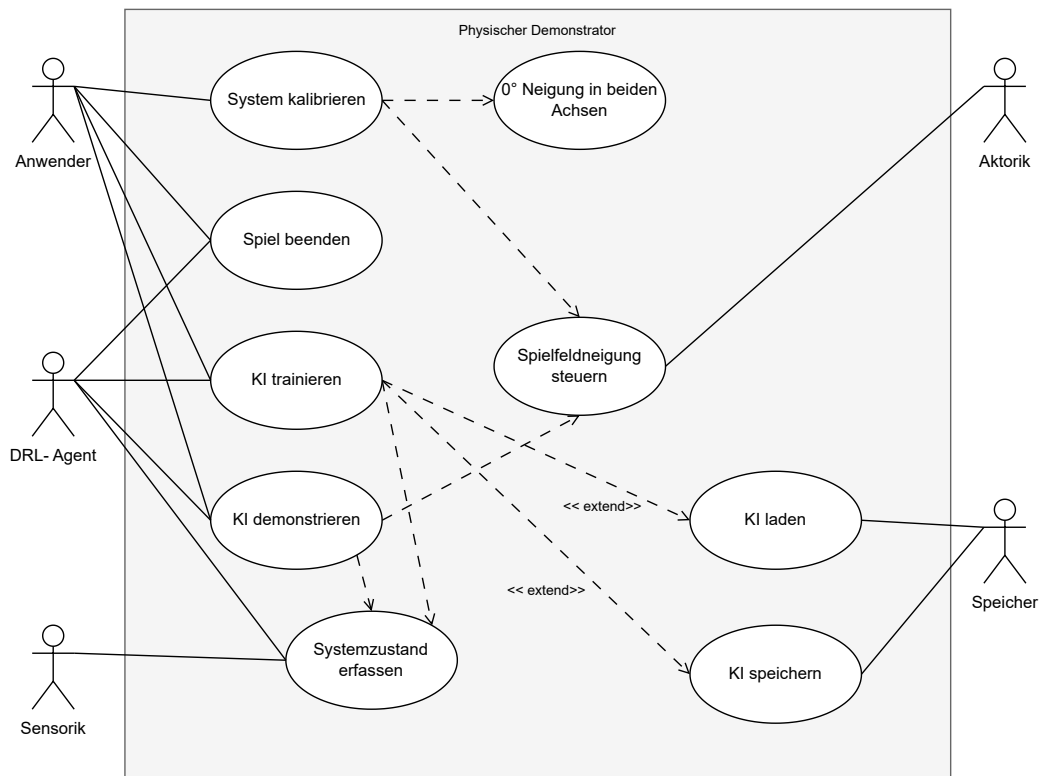 Physischer Demonstrator
System kalibrieren
0° Neigung in beiden
Achsen
Anwender
Aktorik
Spiel beenden
Spielfeldneigung
steuern
KI trainieren
DRL- Agent
KI demonstrieren
<< extend>>
KI laden
<< extend>>
Speicher
Systemzustand
erfassen
KI speichern
Sensorik